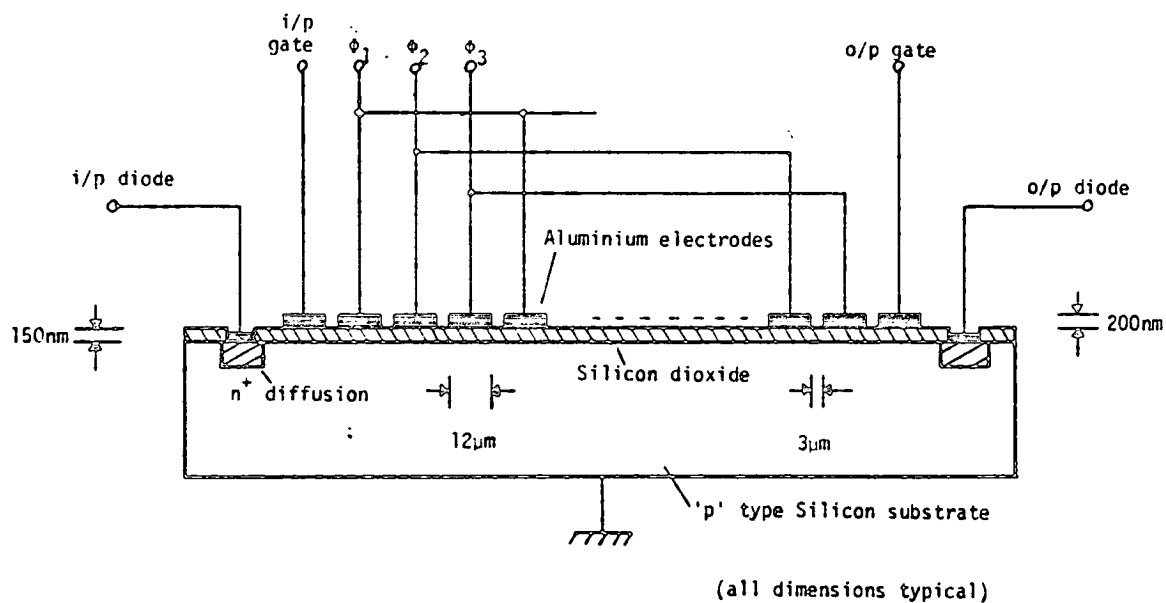 i/p
gate
Φ1
Φ2
Φ3
o/p gate
i/p diode
o/p diode
Aluminium electrodes
150nm
200nm
Silicon dioxide
n+ diffusion
12μm
3μm
'p' type Silicon substrate
(all dimensions typical)